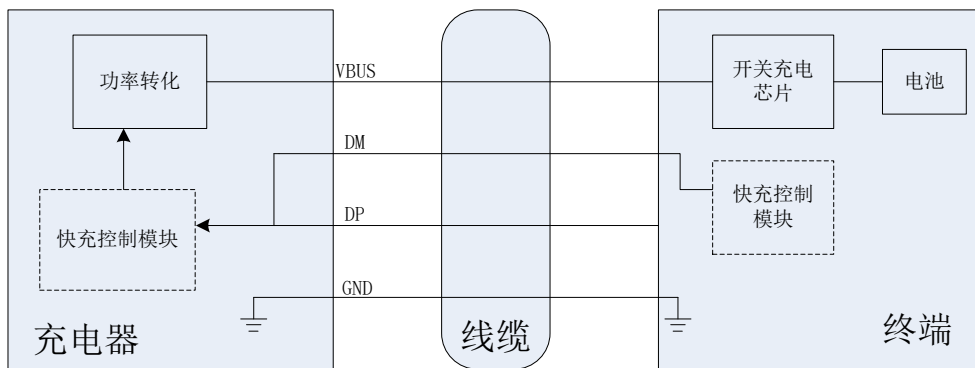 功率转化
VBUS
开关充电
芯片
电池
DM
快充控制
模块
DP
快充控制模块
GND
充电器
线缆
终端